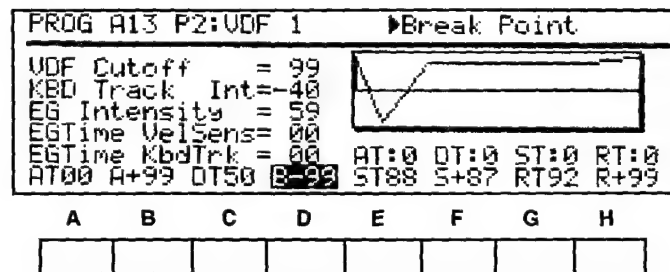 PROG A13 P2:VDF 1 ▶Break Point
VDF Cutoff = 99
KBD Track Int=-40
EG Intensity = 59
EGTime VelSens= 00
EGTime KbdTrk = 00
AT:0 DT:0 ST:0 RT:0
AT00 A+99 DT50 B-99 ST88 S+87 RT92 R+99
A B C D E F G H